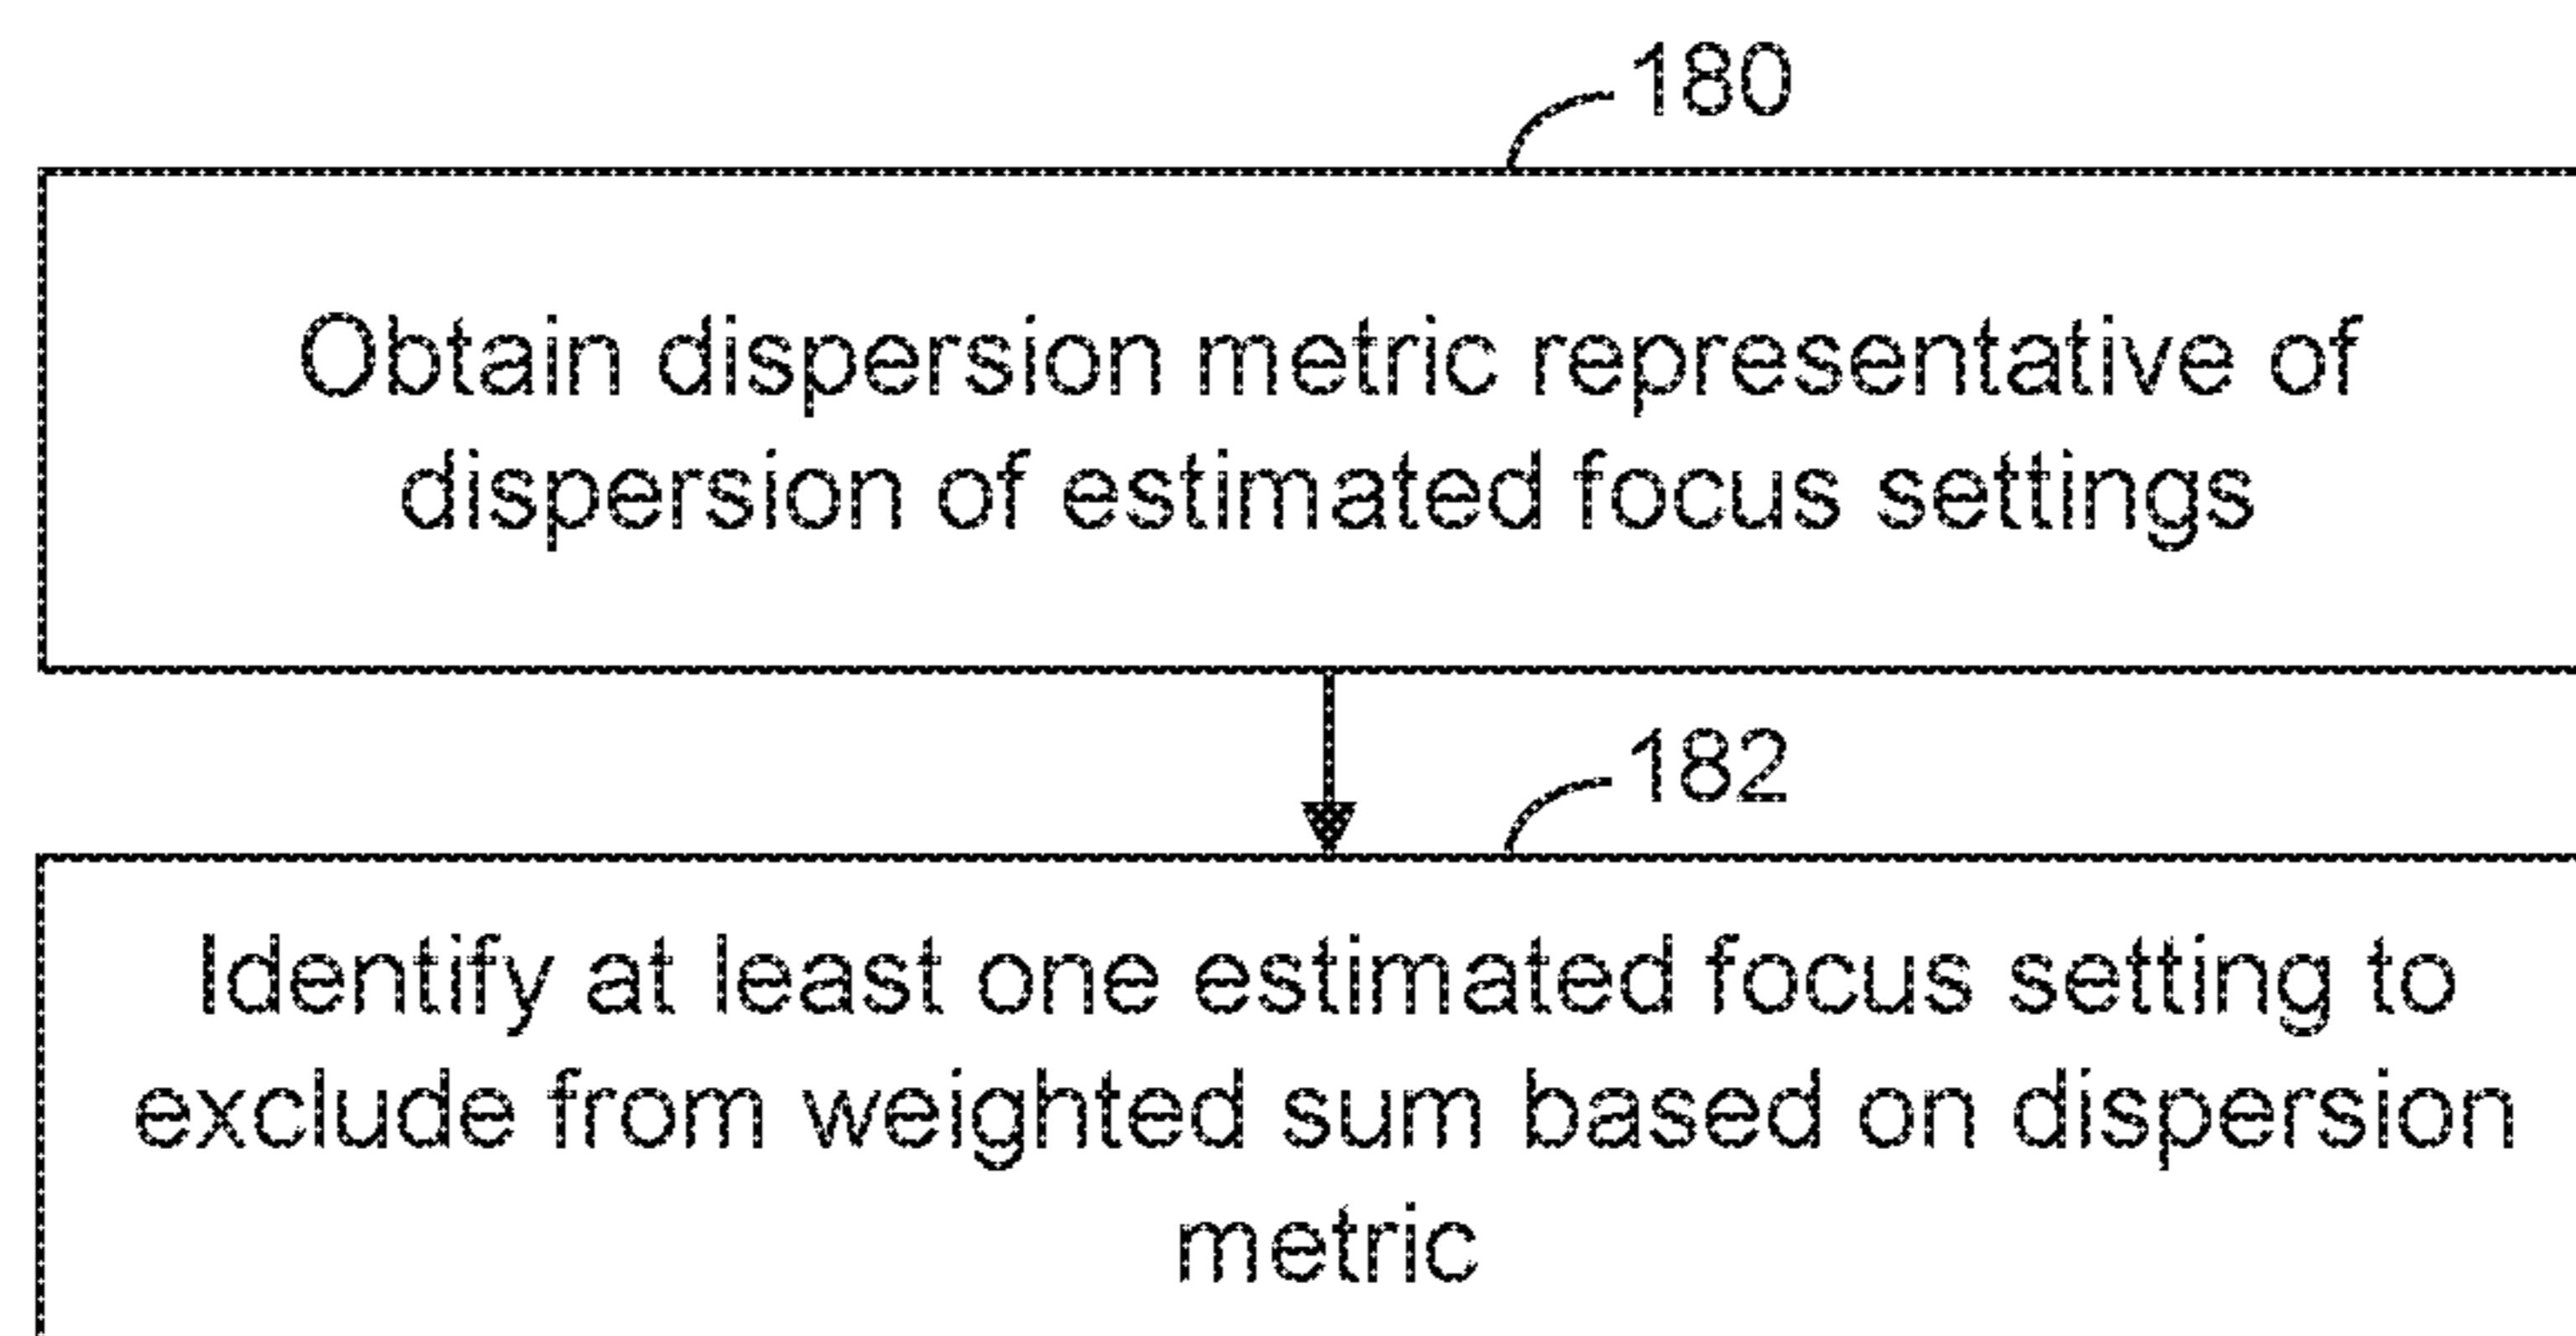 180
Obtain dispersion metric representative of
dispersion of estimated focus settings
182
Identify at least one estimated focus setting to
exclude from weighted sum based on dispersion
metric